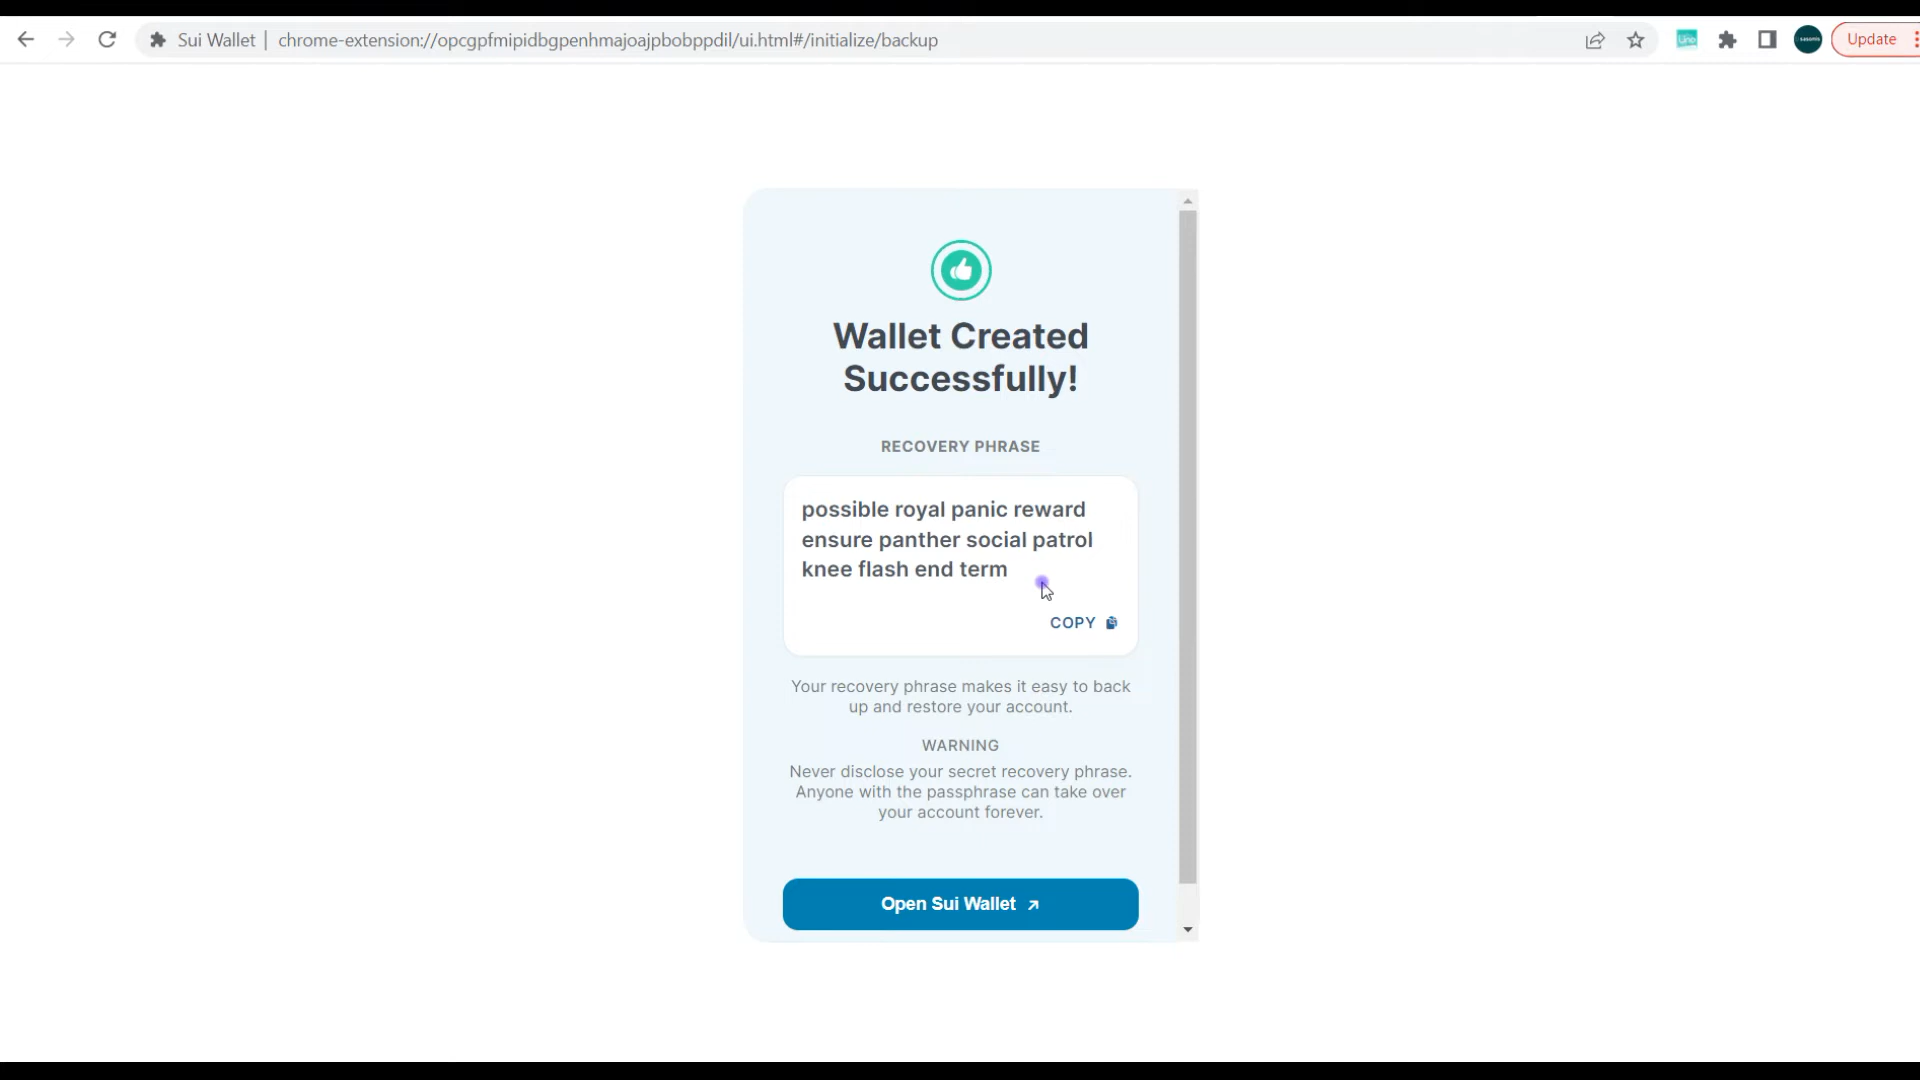 Sui Wallet | chrome-extension://opcgpfmipidbgpenhmajoajpbobppdil/ui.html#/initialize/backup
Update
Wallet Created
Successfully!
RECOVERY PHRASE
possible royal panic reward
ensure panther social patrol
knee flash end term
COPY
Your recovery phrase makes it easy to back
up and restore your account.
WARNING
Never disclose your secret recovery phrase.
Anyone with the passphrase can take over
your account forever.
Open Sui Wallet